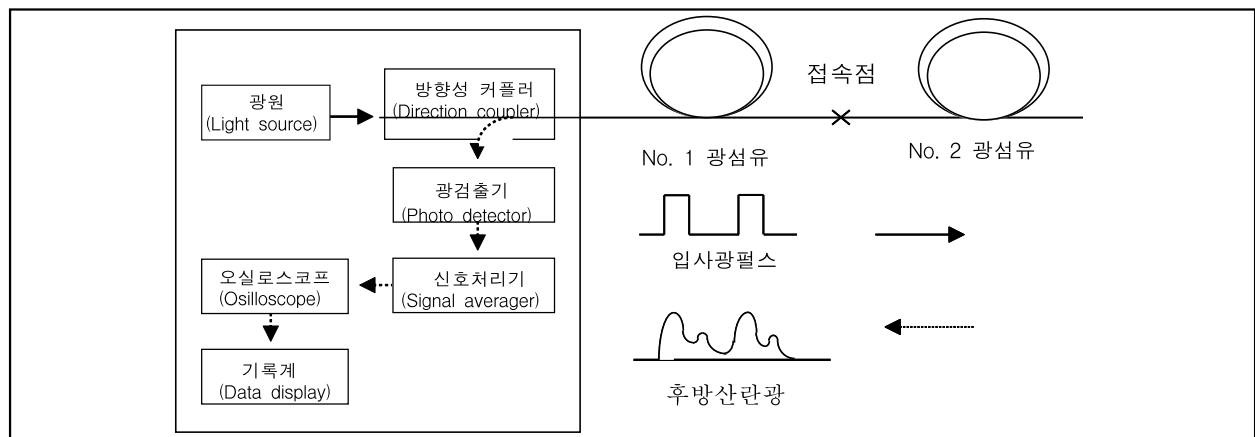 광원
(Light source)
방향성 커플러
(Direction coupler)
광검출기
(Photo detector)
신호처리기
(Signal averager)
오실로스코프
(Osilloscope)
기록계
(Data display)
접속점
No. 1 광섬유
No. 2 광섬유
입사광펄스
후방산란광